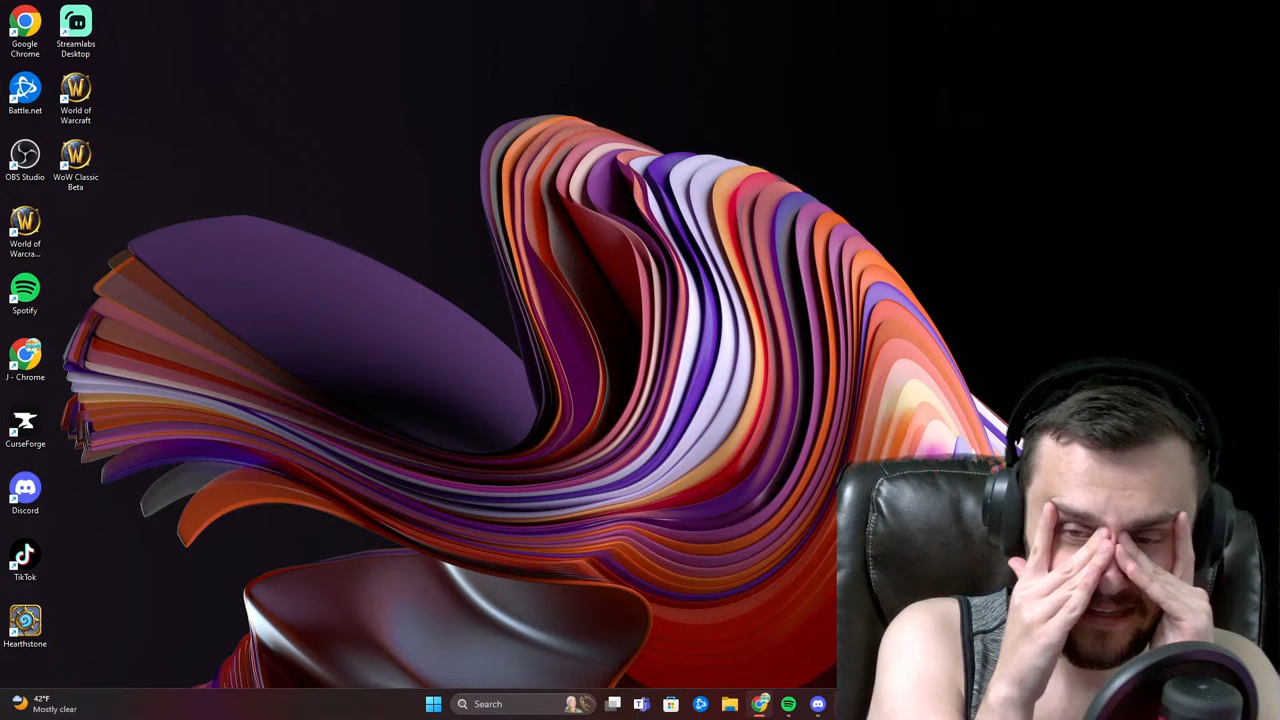 Google
Chrome
Streamlabs
Desktop
Battle.net
World of
Warcraft
OBS Studio
WoW Classic
Beta
World of
Warcra...
Spotify
J - Chrome
CurseForge
Discord
TikTok
Hearthstone
42°F
Mostly clear
Search